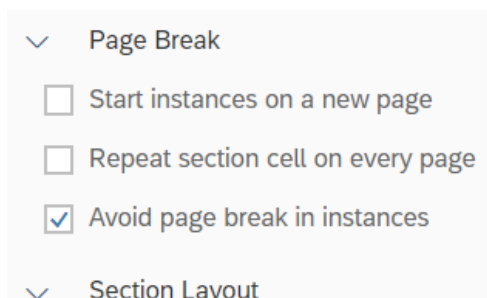 Page Break
Start instances on a new page
Repeat section cell on every page
Avoid page break in instances
Section Layout